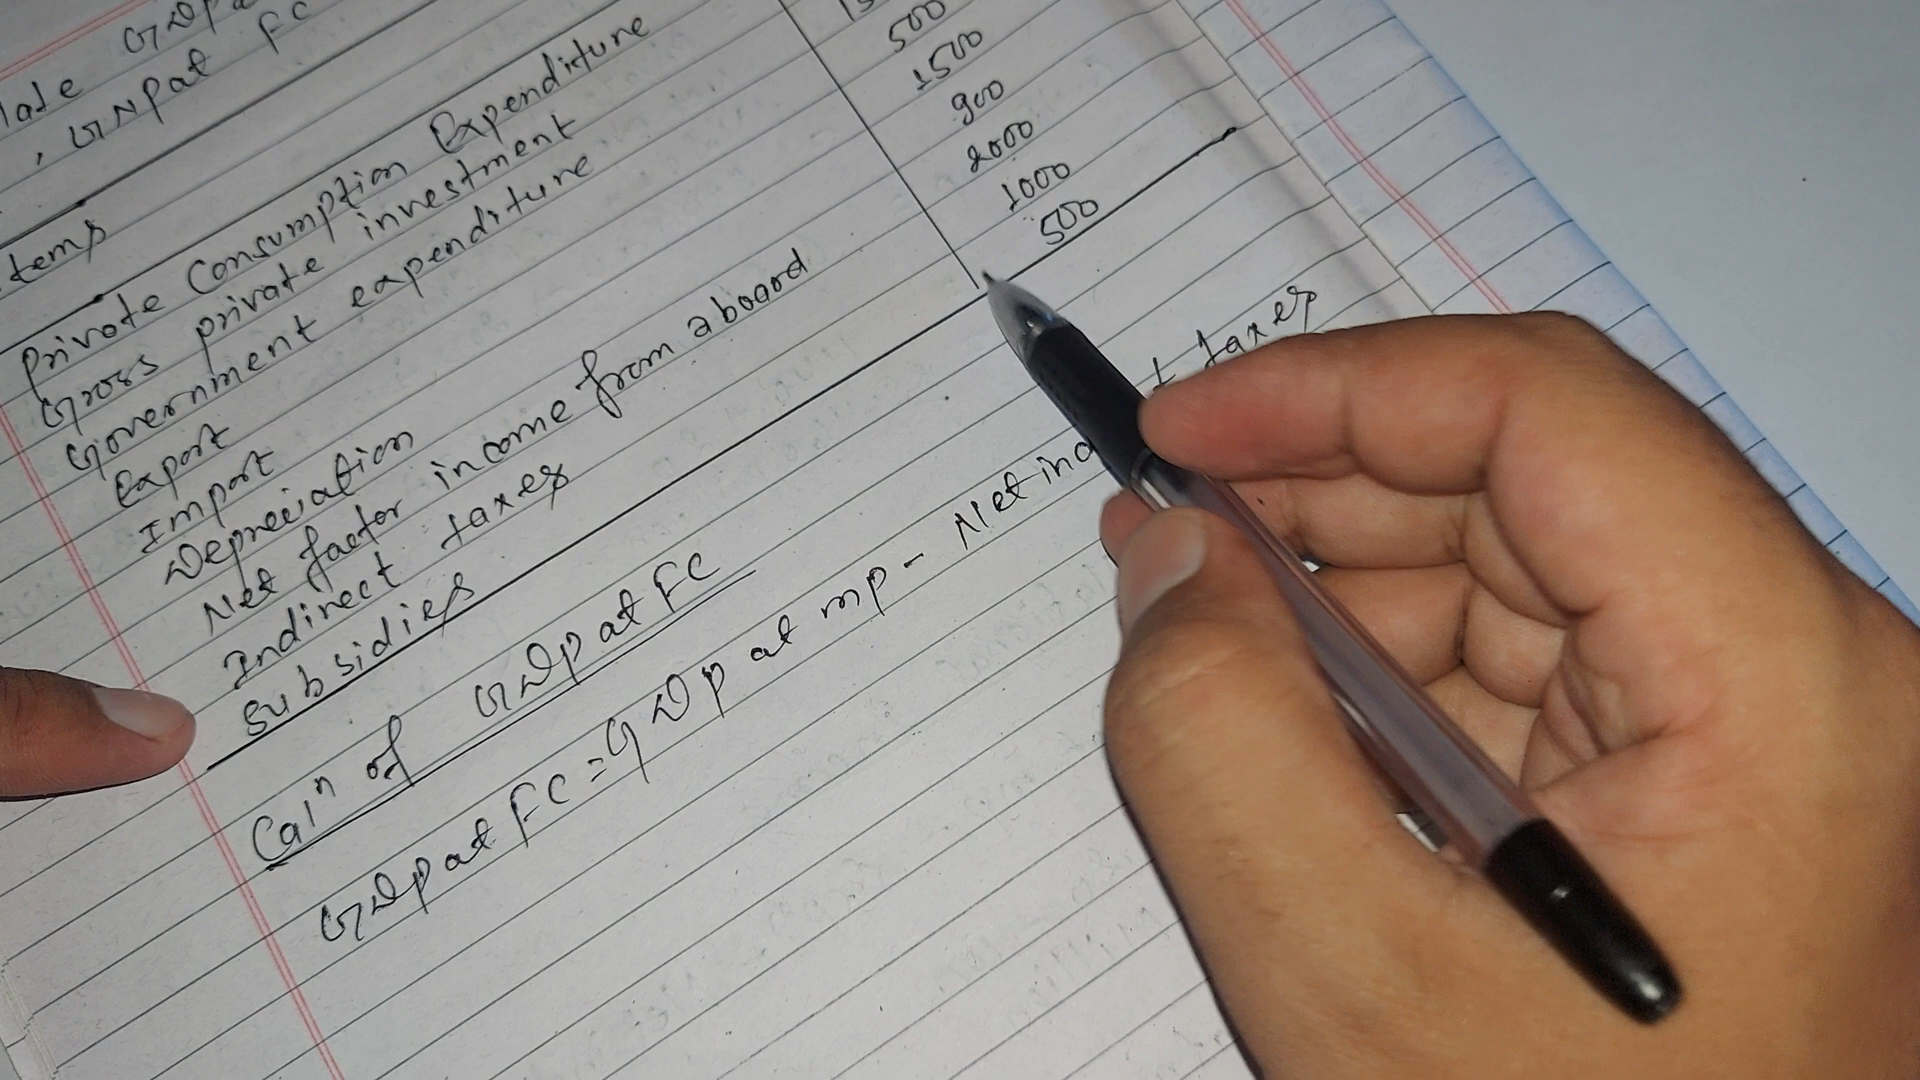 GDP
, GNP at FC
Items
Private Consumption Expenditure
Gross private investment
Government expenditure
Export
Import
Depreciation
Net factor income from aboard
Indirect taxes
Subsidies
500
1500
900
2000
1000
500
Calⁿ of GDP at FC
GDP at FC = GDP at mp - Net taxes